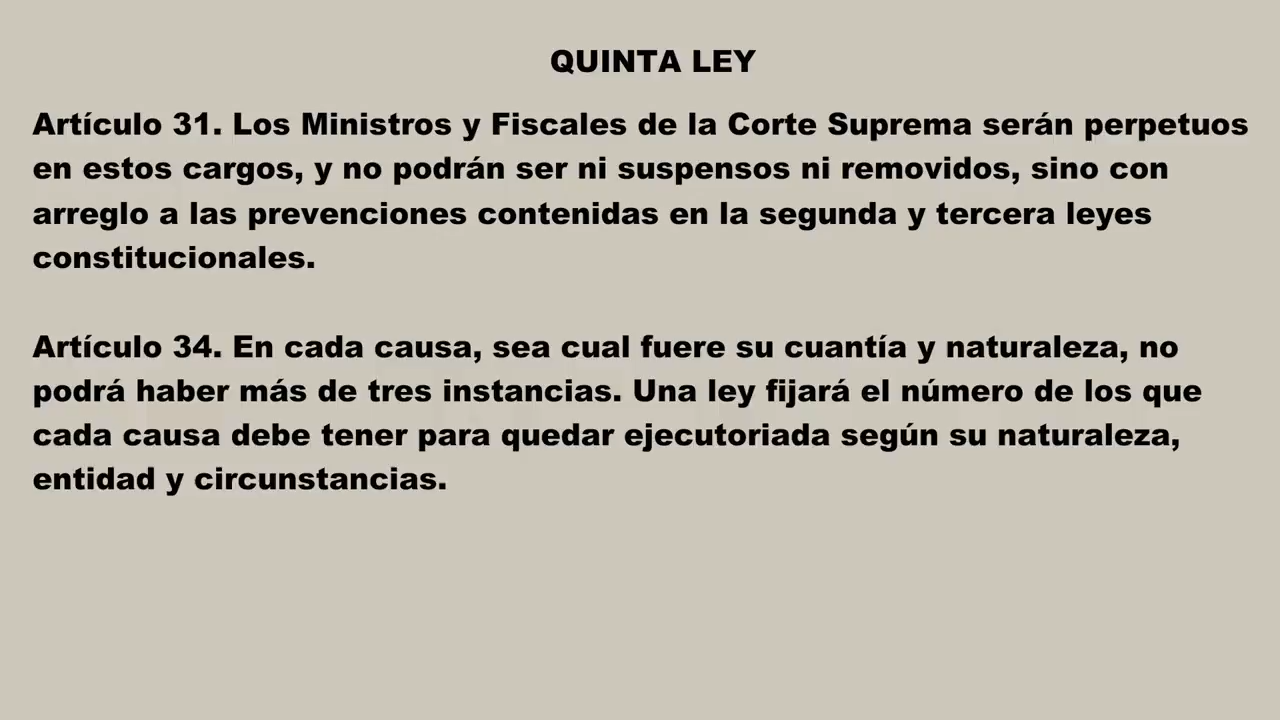 QUINTA LEY
Artículo 31. Los Ministros y Fiscales de la Corte Suprema serán perpetuos
en estos cargos, y no podrán ser ni suspensos ni removidos, sino con
arreglo a las prevenciones contenidas en la segunda y tercera leyes
constitucionales.
Artículo 34. En cada causa, sea cual fuere su cuantía y naturaleza, no
podrá haber más de tres instancias. Una ley fijará el número de los que
cada causa debe tener para quedar ejecutoriada según su naturaleza,
entidad y circunstancias.